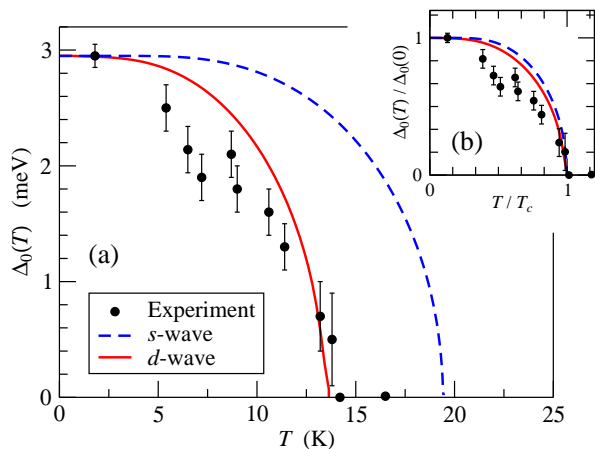 3
2
1
0
Δ₀(T) (meV)
(a)
Experiment
s-wave
d-wave
0
5
10
15
20
25
T (K)
1
0
Δ₀(T) / Δ₀(0)
(b)
0
1
T / T_c